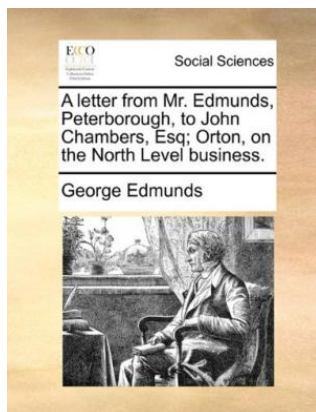 ECCO
Social Sciences
A letter from Mr. Edmunds,
Peterborough, to John
Chambers, Esq; Orton, on
the North Level business.
George Edmunds